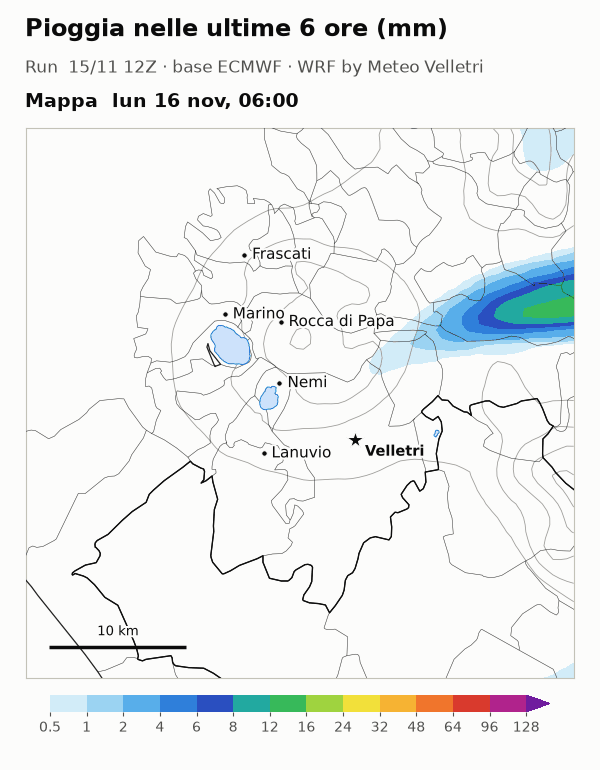 Pioggia nelle ultime 6 ore (mm)
Run  15/11 12Z · base ECMWF · WRF by Meteo Velletri
Mappa  lun 16 nov, 06:00
Frascati
Marino
Rocca di Papa
Nemi
Velletri
Lanuvio
10 km
0.5 1 2 4 6 8 12 16 24 32 48 64 96 128